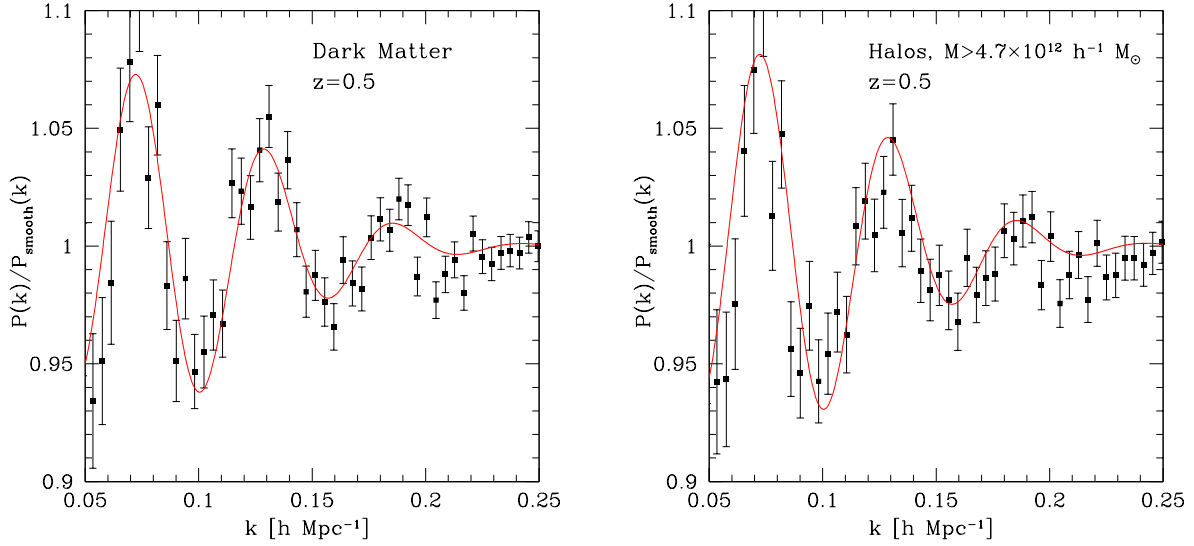 1.1
1.05
1
0.95
0.9
P(k)/P_smooth(k)
Dark Matter
z=0.5
0.05 0.1 0.15 0.2 0.25
k [h Mpc⁻¹]
1.1
1.05
1
0.95
0.9
P(k)/P_smooth(k)
Halos, M>4.7×10¹² h⁻¹ M_⊙
z=0.5
0.05 0.1 0.15 0.2 0.25
k [h Mpc⁻¹]